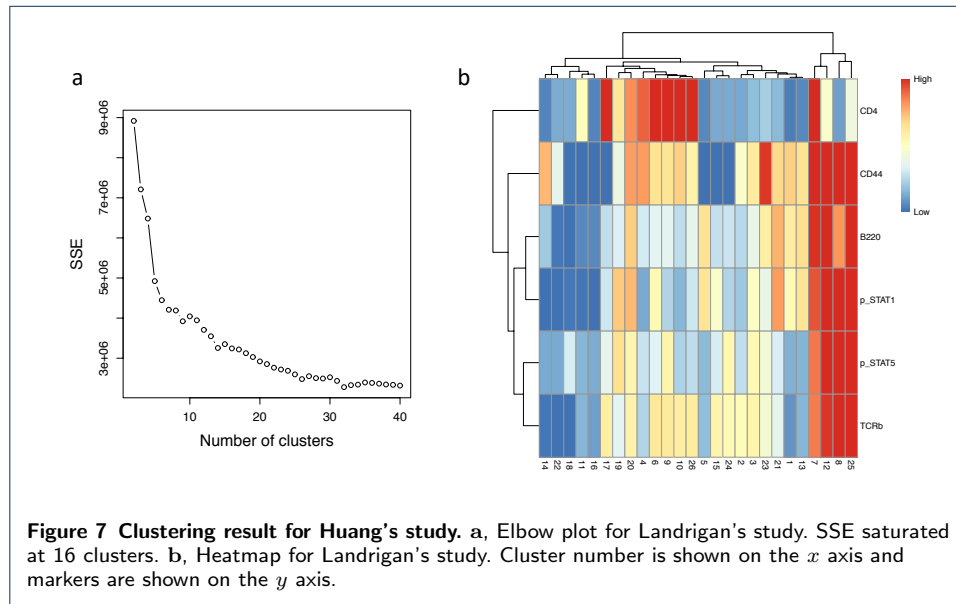 a
9e+06
7e+06
5e+06
3e+06
SSE
10 20 30 40
Number of clusters
b
High
Low
CD4
CD44
B220
p_STAT1
p_STAT5
TCRb
14 22 18 11 16 17 19 20 4 6 9 10 26 5 15 24 2 3 23 21 1 13 7 12 8 25
Figure 7 Clustering result for Huang's study. a, Elbow plot for Landrigan's study. SSE saturated
at 16 clusters. b, Heatmap for Landrigan's study. Cluster number is shown on the x axis and
markers are shown on the y axis.